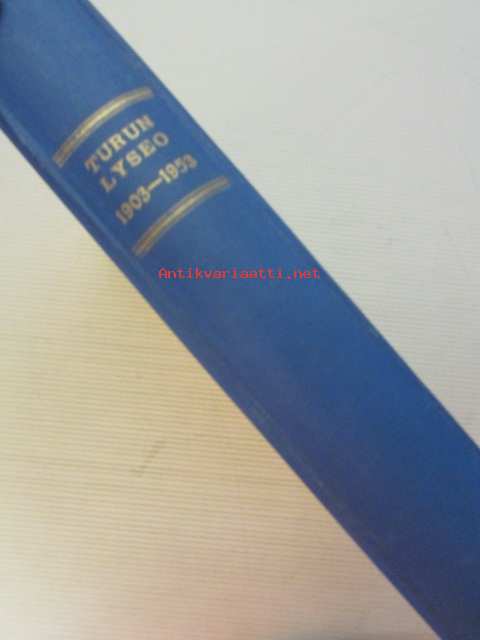 TURUN
LYSEO
1903—1953
Antikvariaatti.net